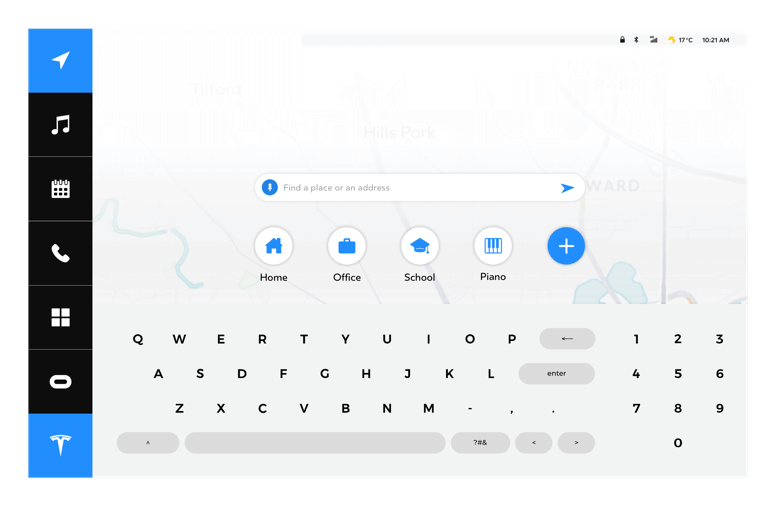 17°C 10:21 AM
Tilford
PARK
Hills Park
WARD
Find a place or an address
Home Office School Piano
Q W E R T Y U I O P ← 1 2 3
A S D F G H J K L enter 4 5 6
Z X C V B N M - , . 7 8 9
^ ?#& < > 0